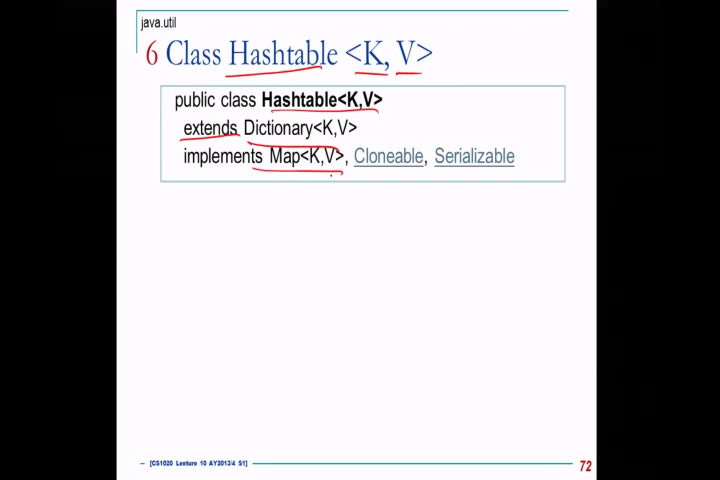 java.util
6 Class Hashtable <K, V>
public class Hashtable<K,V>
extends Dictionary<K,V>
implements Map<K,V>, Cloneable, Serializable
[CS1020 Lecture 10 AY2013/4 S1]
72